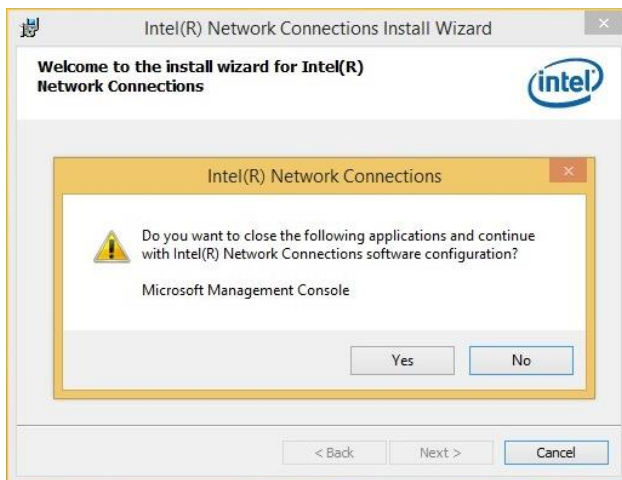 Intel(R) Network Connections Install Wizard
Welcome to the install wizard for Intel(R)
Network Connections
intel
Intel(R) Network Connections
Do you want to close the following applications and continue
with Intel(R) Network Connections software configuration?
Microsoft Management Console
Yes No
< Back Next > Cancel